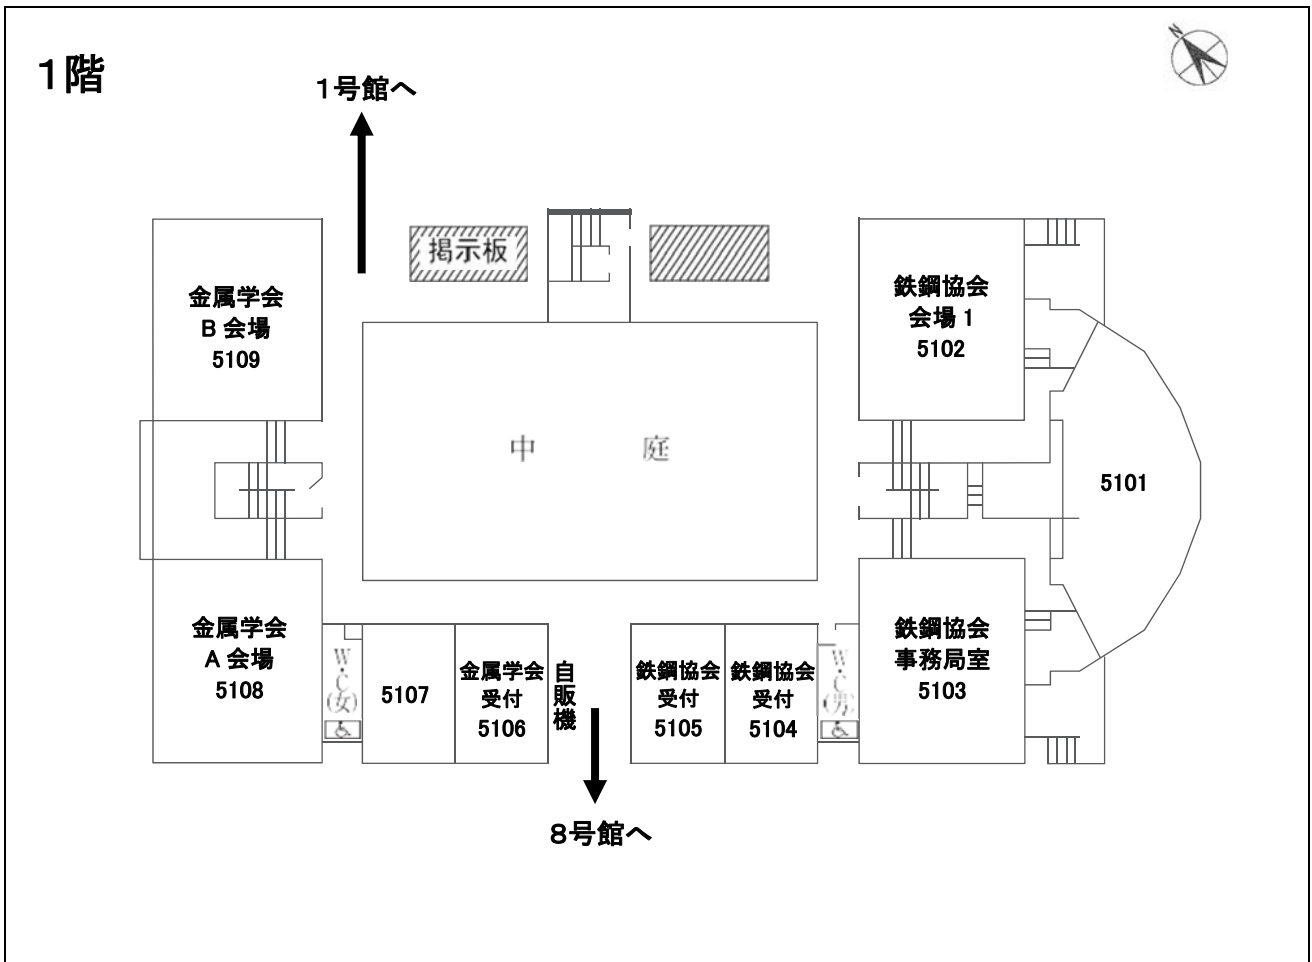 N
1階
1号館へ
掲示板
金属学会
B 会場
5109
鉄鋼協会
会場 1
5102
中 庭
5101
金属学会
A 会場
5108
W・C(女)
5107
金属学会
受付
5106
自販機
鉄鋼協会
受付
5105
鉄鋼協会
受付
5104
W・C(男)
鉄鋼協会
事務局室
5103
8号館へ